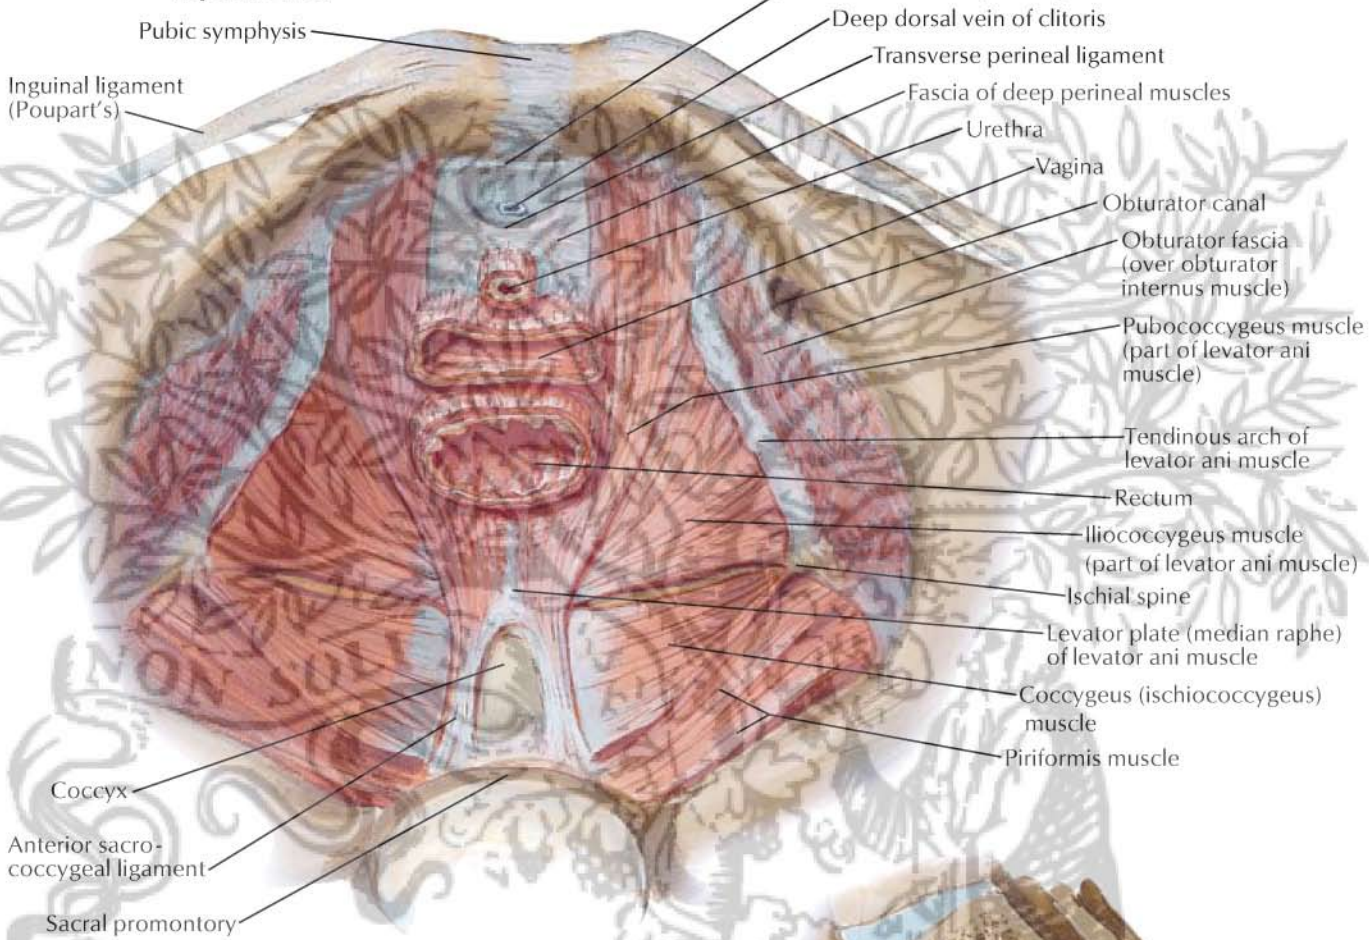 Deep dorsal vein of clitoris
Pubic symphysis
Transverse perineal ligament
Inguinal ligament
(Poupart's)
Fascia of deep perineal muscles
Urethra
Vagina
Obturator canal
Obturator fascia
(over obturator
internus muscle)
Pubococcygeus muscle
(part of levator ani
muscle)
Tendinous arch of
levator ani muscle
Rectum
Iliococcygeus muscle
(part of levator ani muscle)
Ischial spine
Levator plate (median raphe)
of levator ani muscle
Coccygeus (ischiococcygeus)
muscle
Piriformis muscle
Coccyx
Anterior sacro-
coccygeal ligament
Sacral promontory
NON SOLU